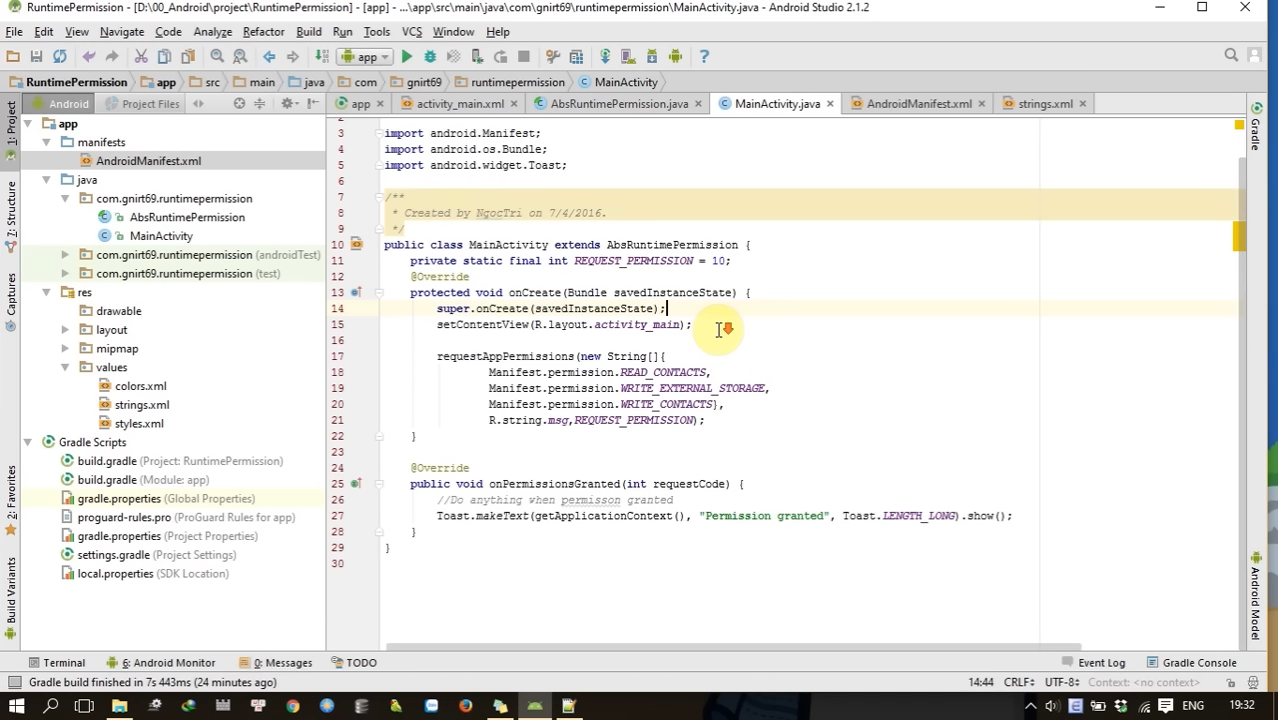 RuntimePermission - [D:\00_Android\project\RuntimePermission] - [app] - ...\app\src\main\java\com\gnirt69\runtimepermission\MainActivity.java - Android Studio 2.1.2
File Edit View Navigate Code Analyze Refactor Build Run Tools VCS Window Help
app
RuntimePermission app src main java com gnirt69 runtimepermission MainActivity
Android Project Files
app activity_main.xml AbsRuntimePermission.java MainActivity.java AndroidManifest.xml strings.xml
1: Project
7: Structure
Captures
2: Favorites
Build Variants
app
manifests
AndroidManifest.xml
java
com.gnirt69.runtimepermission
AbsRuntimePermission
MainActivity
com.gnirt69.runtimepermission (androidTest)
com.gnirt69.runtimepermission (test)
res
drawable
layout
mipmap
values
colors.xml
strings.xml
styles.xml
Gradle Scripts
build.gradle (Project: RuntimePermission)
build.gradle (Module: app)
gradle.properties (Global Properties)
proguard-rules.pro (ProGuard Rules for app)
gradle.properties (Project Properties)
settings.gradle (Project Settings)
local.properties (SDK Location)
3 import android.Manifest;
4 import android.os.Bundle;
5 import android.widget.Toast;
6
7 /**
8 * Created by NgocTri on 7/4/2016.
9 */
10 public class MainActivity extends AbsRuntimePermission {
11 private static final int REQUEST_PERMISSION = 10;
12 @Override
13 protected void onCreate(Bundle savedInstanceState) {
14 super.onCreate(savedInstanceState);
15 setContentView(R.layout.activity_main);
16
17 requestAppPermissions(new String[]{
18 Manifest.permission.READ_CONTACTS,
19 Manifest.permission.WRITE_EXTERNAL_STORAGE,
20 Manifest.permission.WRITE_CONTACTS},
21 R.string.msg,REQUEST_PERMISSION);
22 }
23
24 @Override
25 public void onPermissionsGranted(int requestCode) {
26 //Do anything when permisson granted
27 Toast.makeText(getApplicationContext(), "Permission granted", Toast.LENGTH_LONG).show();
28 }
29 }
30
Gradle
Android Model
Terminal 6: Android Monitor 0: Messages TODO Event Log Gradle Console
Gradle build finished in 7s 443ms (24 minutes ago) 14:44 CRLF÷ UTF-8÷ Context: <no context>
ENG 19:32